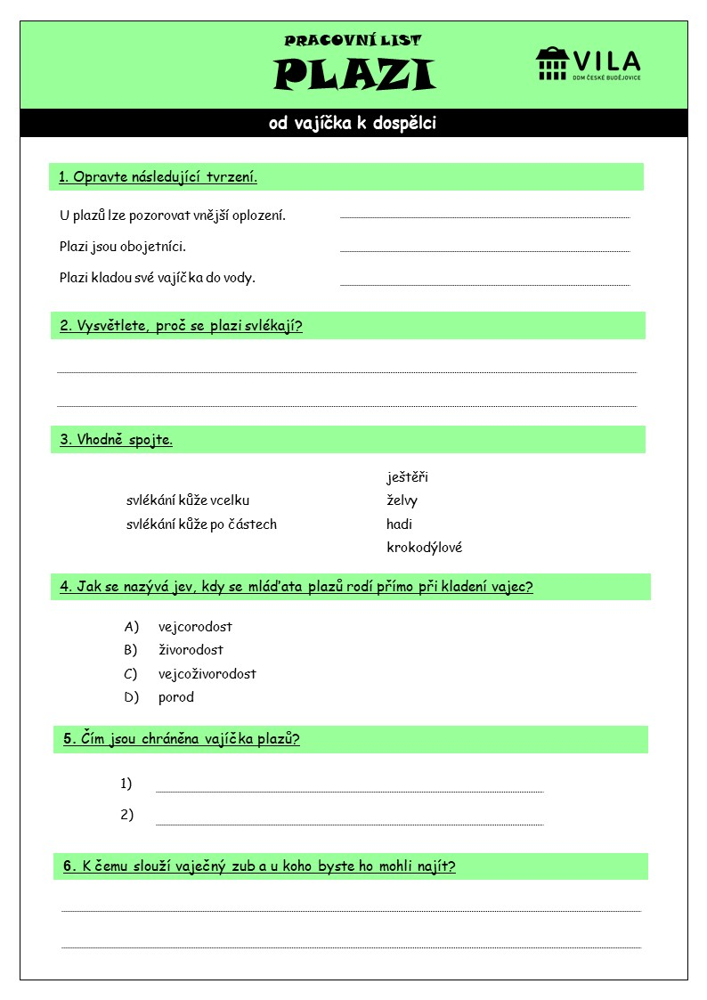 PRACOVNÍ LIST
PLAZI
VILA
DDM ČESKÉ BUDĚJOVICE
od vajíčka k dospělci
1. Opravte následující tvrzení.
U plazů lze pozorovat vnější oplození.
Plazi jsou obojetníci.
Plazi kladou své vajíčka do vody.
2. Vysvětlete, proč se plazi svlékají?
3. Vhodně spojte.
ještěři
svlékání kůže vcelku želvy
svlékání kůže po částech hadi
krokodýlové
4. Jak se nazývá jev, kdy se mláďata plazů rodí přímo při kladení vajec?
A) vejcorodost
B) živorodost
C) vejcoživorodost
D) porod
5. Čím jsou chráněna vajíčka plazů?
1)
2)
6. K čemu slouží vaječný zub a u koho byste ho mohli najít?